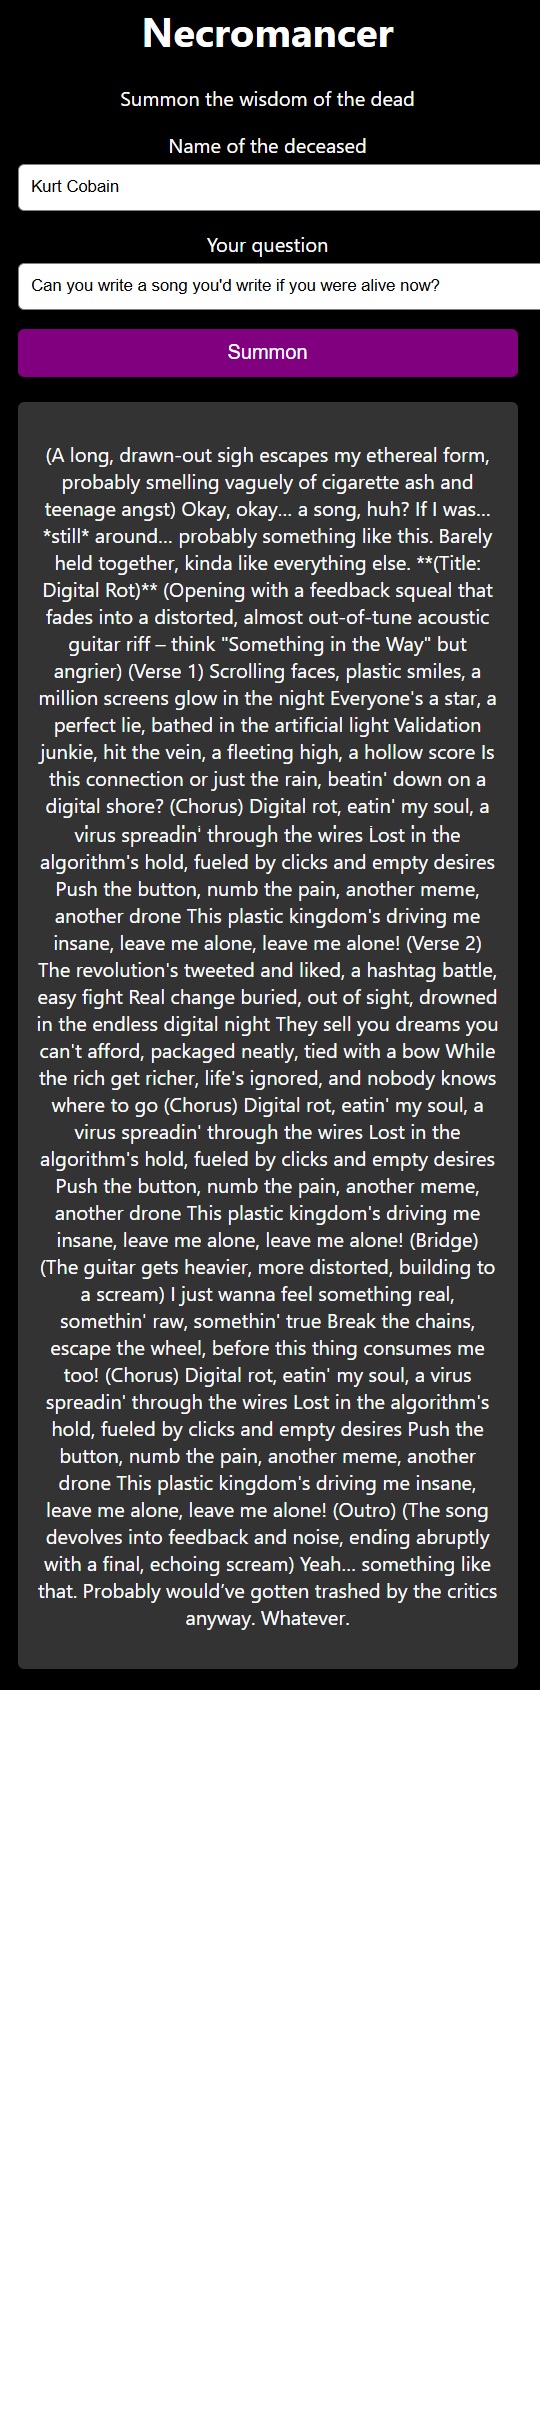 Necromancer
Summon the wisdom of the dead
Name of the deceased
Kurt Cobain
Your question
Can you write a song you'd write if you were alive now?
Summon
(A long, drawn-out sigh escapes my ethereal form,
probably smelling vaguely of cigarette ash and
teenage angst) Okay, okay... a song, huh? If I was...
*still* around... probably something like this. Barely
held together, kinda like everything else. **(Title:
Digital Rot)** (Opening with a feedback squeal that
fades into a distorted, almost out-of-tune acoustic
guitar riff – think "Something in the Way" but
angrier) (Verse 1) Scrolling faces, plastic smiles, a
million screens glow in the night Everyone's a star, a
perfect lie, bathed in the artificial light Validation
junkie, hit the vein, a fleeting high, a hollow score Is
this connection or just the rain, beatin' down on a
digital shore? (Chorus) Digital rot, eatin' my soul, a
virus spreadin' through the wires Lost in the
algorithm's hold, fueled by clicks and empty desires
Push the button, numb the pain, another meme,
another drone This plastic kingdom's driving me
insane, leave me alone, leave me alone! (Verse 2)
The revolution's tweeted and liked, a hashtag battle,
easy fight Real change buried, out of sight, drowned
in the endless digital night They sell you dreams you
can't afford, packaged neatly, tied with a bow While
the rich get richer, life's ignored, and nobody knows
where to go (Chorus) Digital rot, eatin' my soul, a
virus spreadin' through the wires Lost in the
algorithm's hold, fueled by clicks and empty desires
Push the button, numb the pain, another meme,
another drone This plastic kingdom's driving me
insane, leave me alone, leave me alone! (Bridge)
(The guitar gets heavier, more distorted, building to
a scream) I just wanna feel something real,
somethin' raw, somethin' true Break the chains,
escape the wheel, before this thing consumes me
too! (Chorus) Digital rot, eatin' my soul, a virus
spreadin' through the wires Lost in the algorithm's
hold, fueled by clicks and empty desires Push the
button, numb the pain, another meme, another
drone This plastic kingdom's driving me insane,
leave me alone, leave me alone! (Outro) (The song
devolves into feedback and noise, ending abruptly
with a final, echoing scream) Yeah... something like
that. Probably would’ve gotten trashed by the critics
anyway. Whatever.